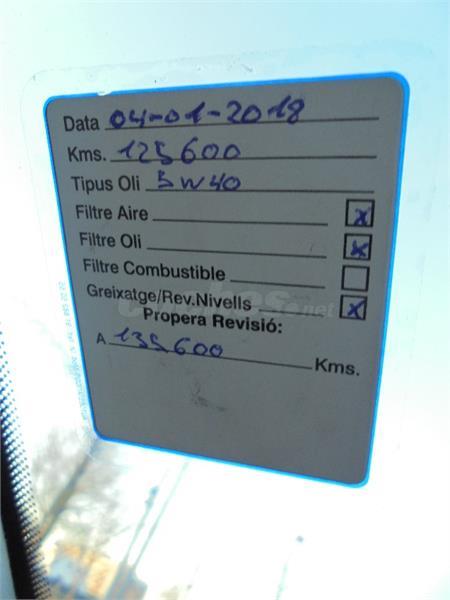 Data 04-01-2018
Kms. 125600
Tipus Oli 5W40
Filtre Aire x
Filtre Oli x
Filtre Combustible
Greixatge/Rev.Nivells x
Propera Revisió:
A 135600 Kms.